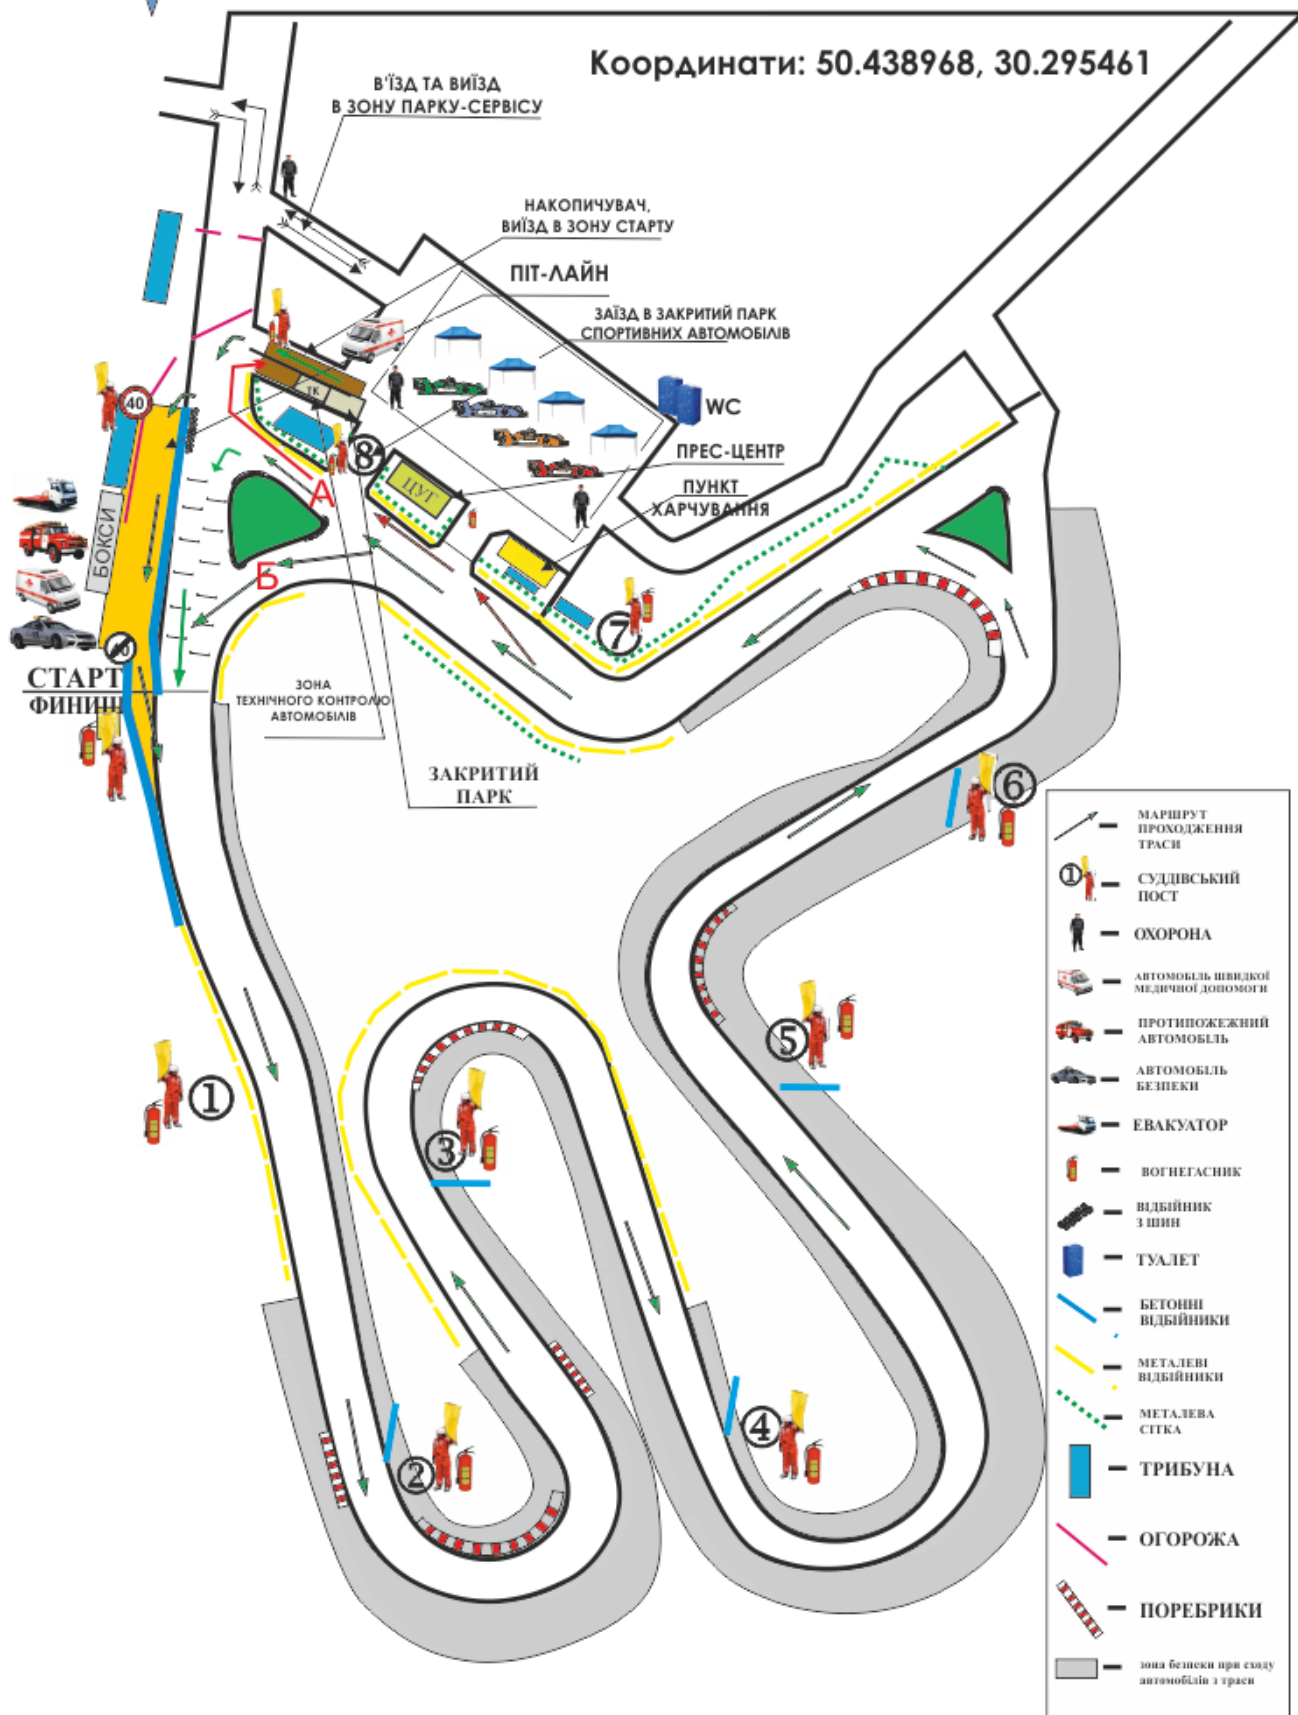 Координати: 50.438968, 30.295461
В'ЇЗД ТА ВИЇЗД
В ЗОНУ ПАРКУ-СЕРВІСУ
НАКОПИЧУВАЧ,
ВИЇЗД В ЗОНУ СТАРТУ
ПІТ-ЛАЙН
ЗАЇЗД В ЗАКРИТИЙ ПАРК
СПОРТИВНИХ АВТОМОБІЛІВ
WC
ТК
40
8
ПРЕС-ЦЕНТР
ЦУГ
ПУНКТ
ХАРЧУВАННЯ
А
БОКСИ
Б
7
СТАРТ
ФИНИШ
ЗОНА
ТЕХНІЧНОГО КОНТРОЛЮ
АВТОМОБІЛІВ
ЗАКРИТИЙ
ПАРК
6
5
1
3
4
2
МАРШРУТ
ПРОХОДЖЕННЯ
ТРАСИ
1
СУДДІВСЬКИЙ
ПОСТ
ОХОРОНА
АВТОМОБІЛЬ ШВИДКОЇ
МЕДИЧНОЇ ДОПОМОГИ
ПРОТИПОЖЕЖНИЙ
АВТОМОБІЛЬ
АВТОМОБІЛЬ
БЕЗПЕКИ
ЕВАКУАТОР
ВОГНЕГАСНИК
ВІДБІЙНИК
З ШИН
ТУАЛЕТ
БЕТОННІ
ВІДБІЙНИКИ
МЕТАЛЕВІ
ВІДБІЙНИКИ
МЕТАЛЕВА
СІТКА
ТРИБУНА
ОГОРОЖА
ПОРЕБРИКИ
зона безпеки при сході
автомобілів з траси